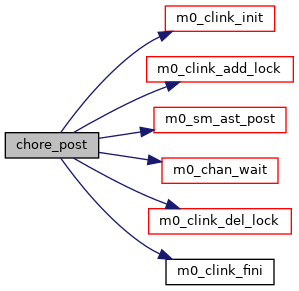 m0_clink_init
m0_clink_add_lock
m0_sm_ast_post
chore_post
m0_chan_wait
m0_clink_del_lock
m0_clink_fini